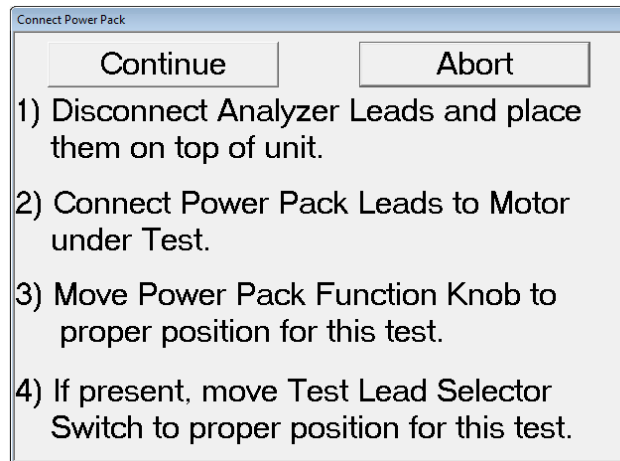 Connect Power Pack
Continue Abort
1) Disconnect Analyzer Leads and place
them on top of unit.
2) Connect Power Pack Leads to Motor
under Test.
3) Move Power Pack Function Knob to
proper position for this test.
4) If present, move Test Lead Selector
Switch to proper position for this test.